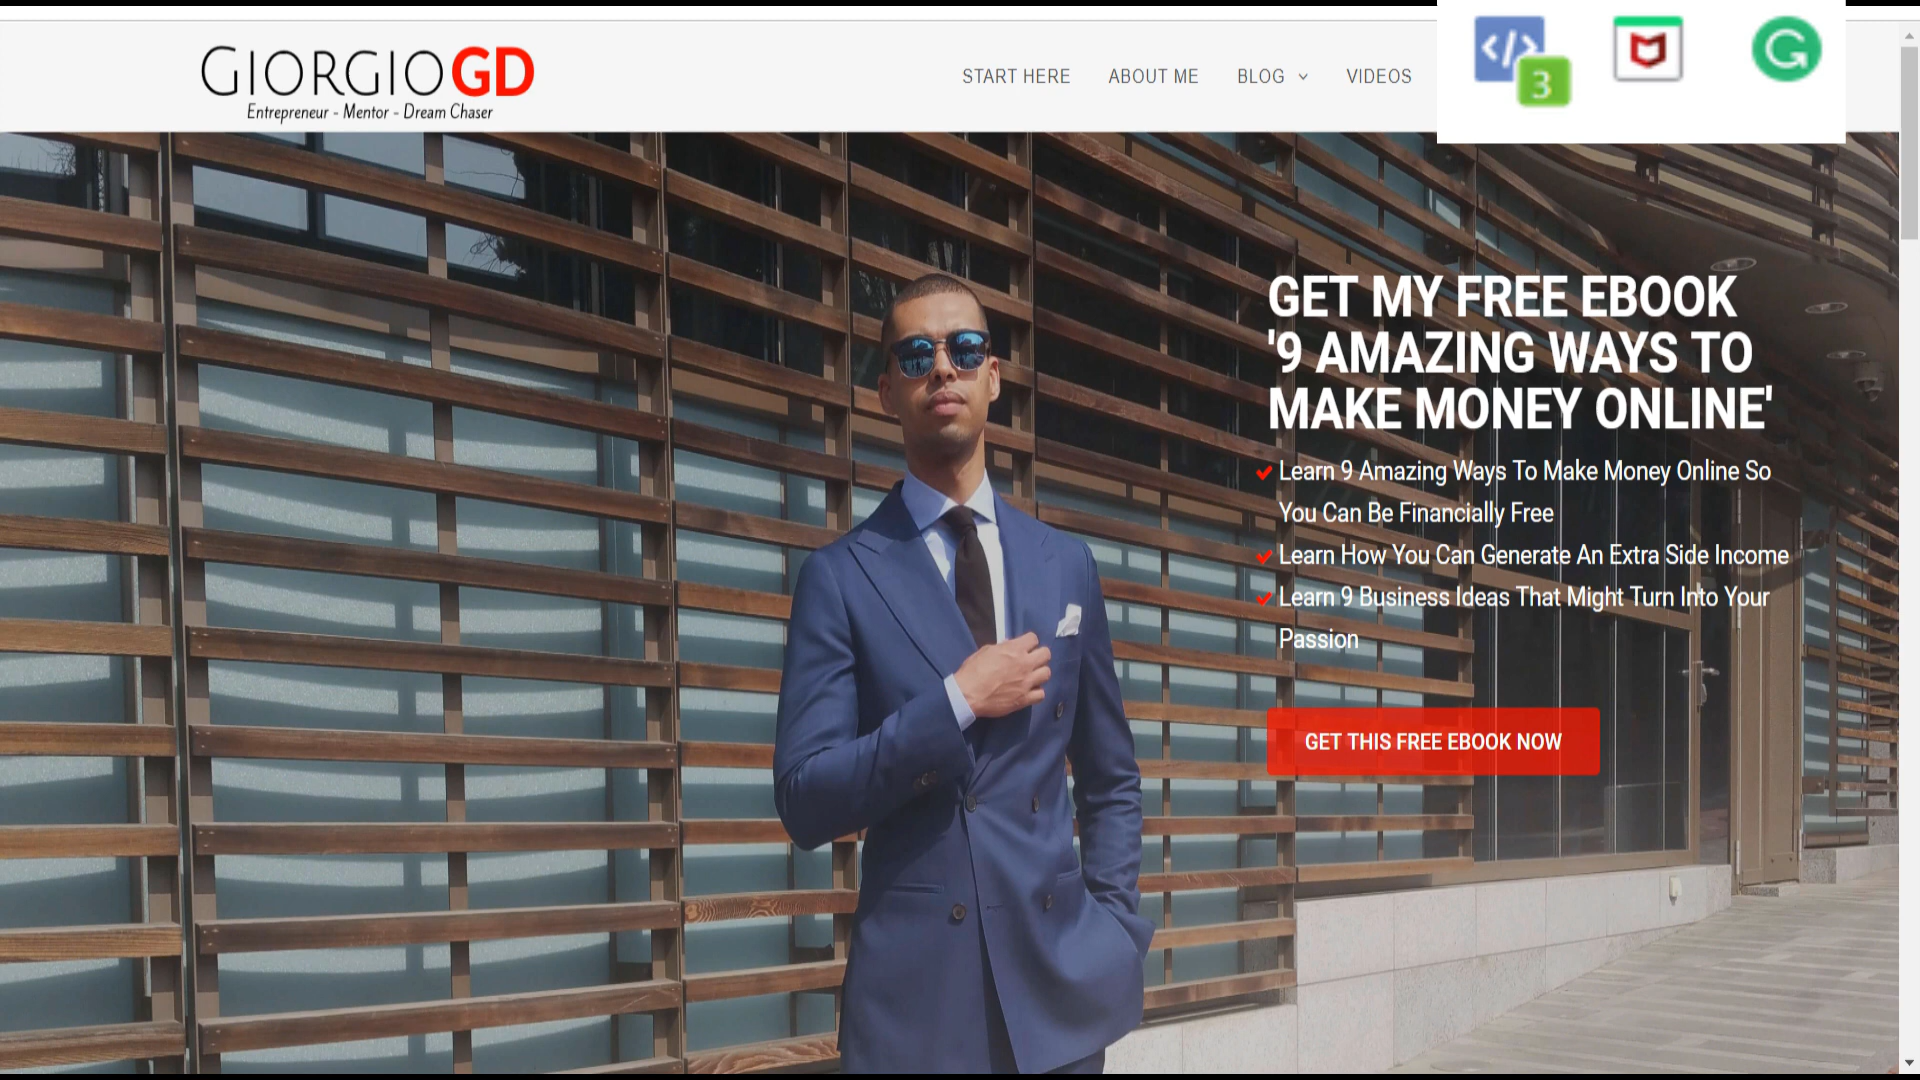 GIORGIOGD
Entrepreneur - Mentor - Dream Chaser
START HERE
ABOUT ME
BLOG
VIDEOS
</>
3
G
GET MY FREE EBOOK
'9 AMAZING WAYS TO
MAKE MONEY ONLINE'
Learn 9 Amazing Ways To Make Money Online So
You Can Be Financially Free
Learn How You Can Generate An Extra Side Income
Learn 9 Business Ideas That Might Turn Into Your
Passion
GET THIS FREE EBOOK NOW